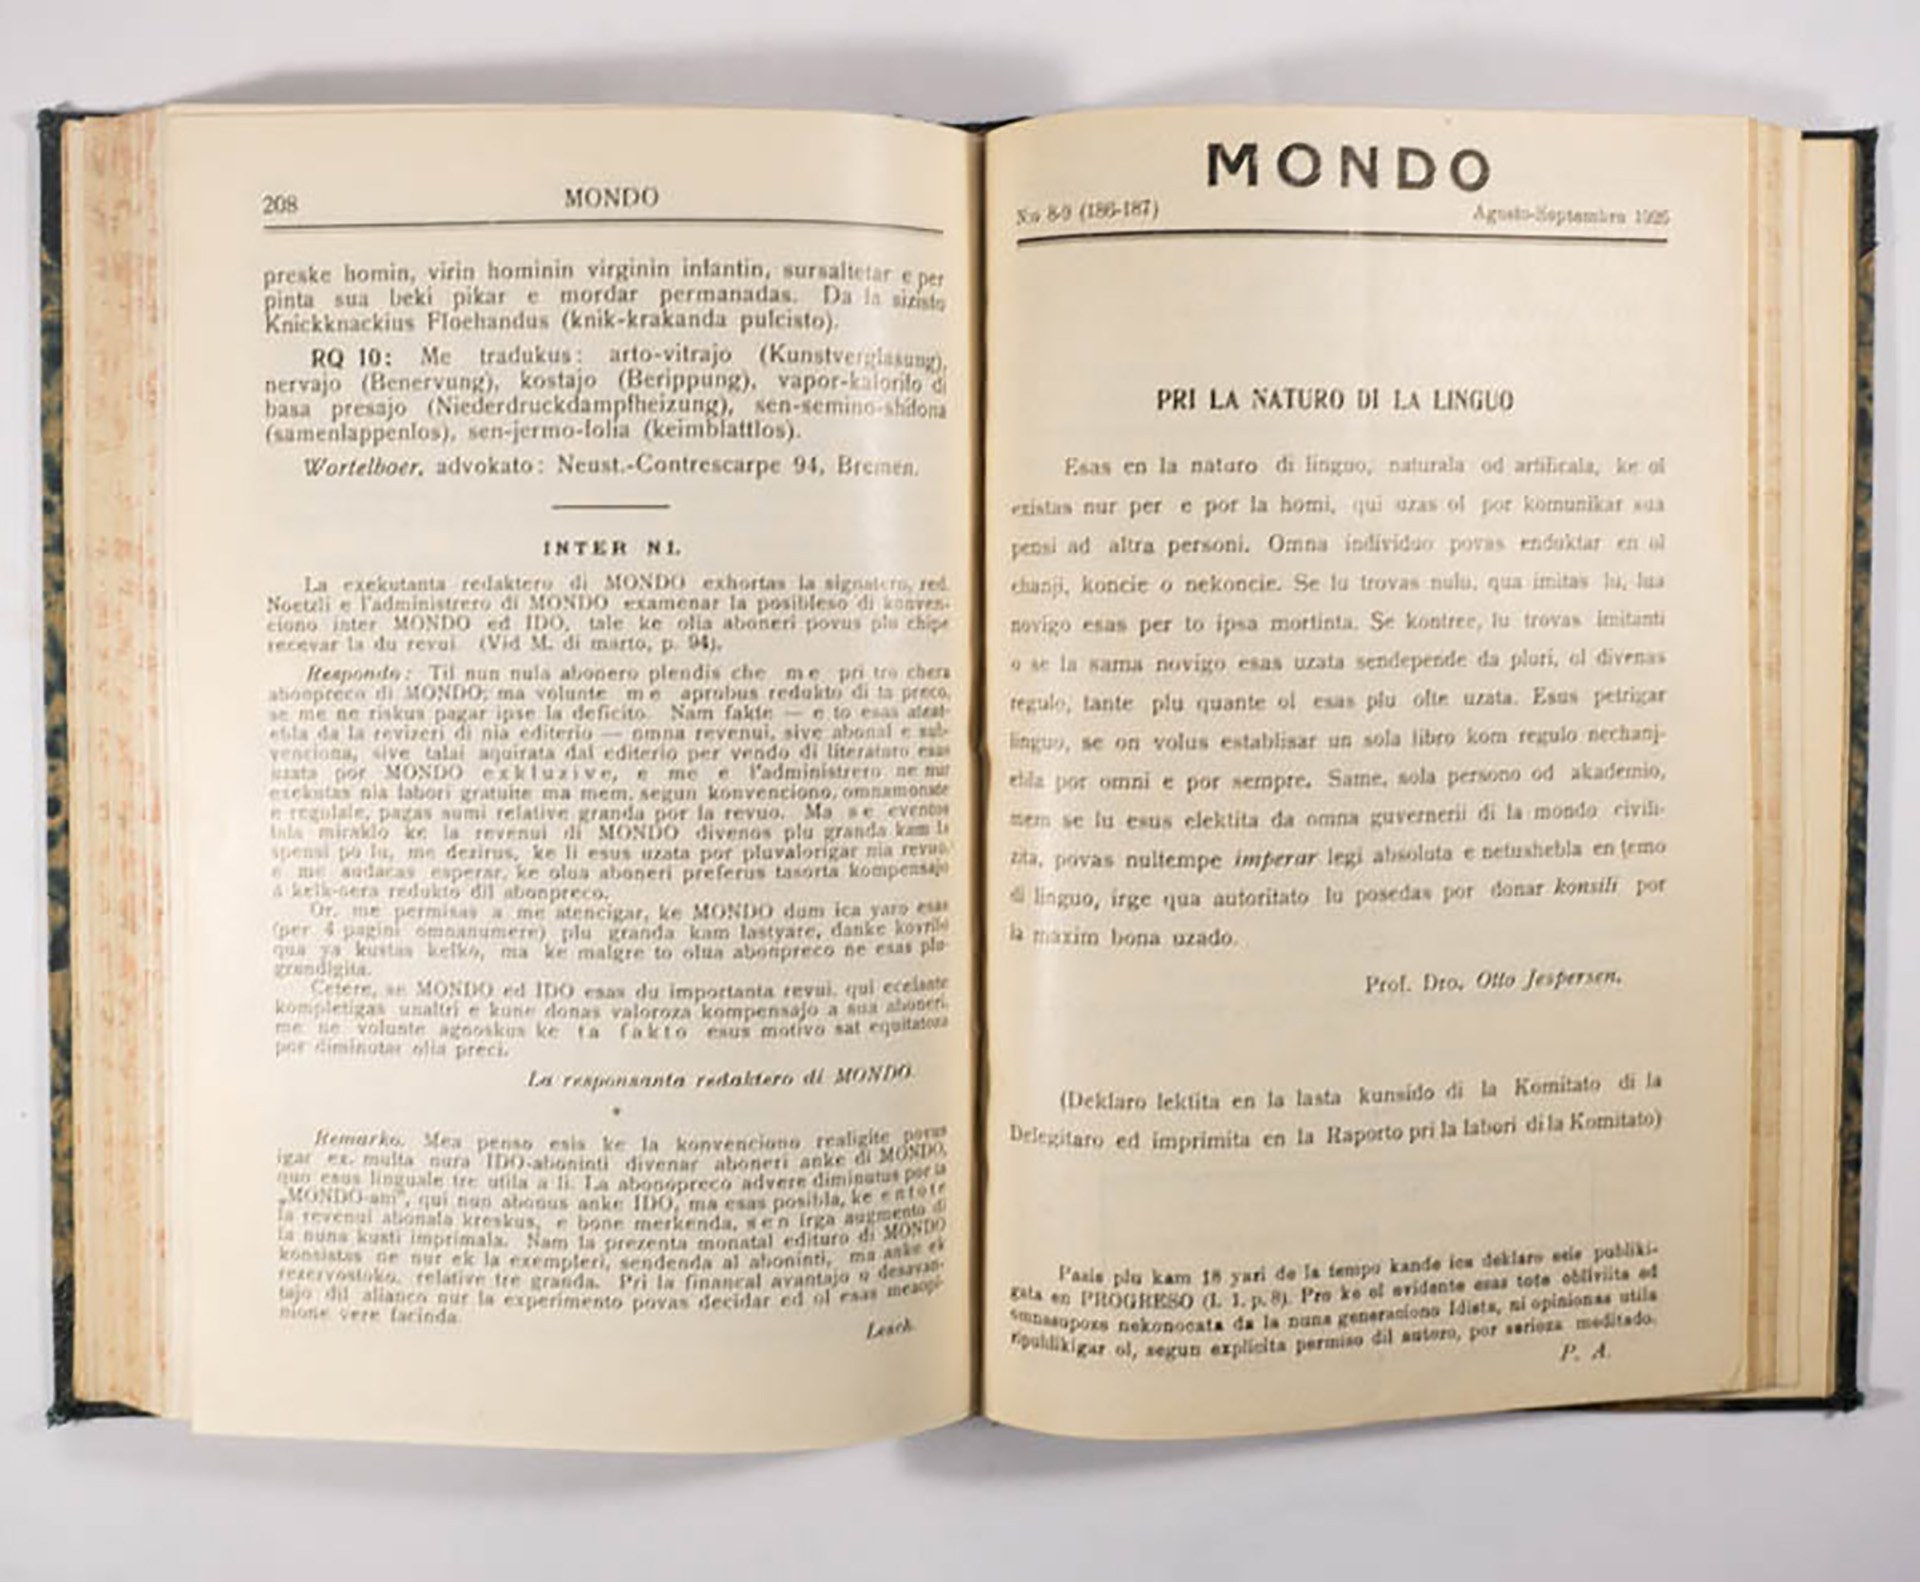 208
MONDO
preske homin, virin hominin virginin infantin, sursaltetar e per
pinta sua beki pikar e mordar permanadas. Da la sizisto
Knickknackius Floehandus (knik-krakanda pulcisto).
RQ 10: Me tradukus: arto-vitrajo (Kunstverglasung),
nervajo (Benervung), kostajo (Berippung), vapor-kalorilo di
basa presajo (Niederdruckdampfheizung), sen-semino-shifona
(samenlappenlos), sen-jermo-folia (keimblattlos).
Wortelboer, advokato: Neust.-Contrescarpe 94, Bremen.
INTER NI.
La exekutanta redaktero di MONDO exhortas la signatero, red.
Noetzli e l'administrero di MONDO examenar la posibleso di konven-
ciono inter MONDO ed IDO, tale ke olia aboneri povus plu chipe
recevar la du revui. (Vid M. di marto, p. 94).
Respondo: Til nun nula abonero plendis che me pri tro chera
abonpreco di MONDO; ma volunte me aprobus redukto di ta preco,
se me ne riskus pagar ipse la deficito. Nam fakte — e to esas atest-
ebla da la revizeri di nia editerio — omna revenui, sive abonal e sub-
venciona, sive talai aquirata dal editerio per vendo di literaturo esas
uzata por MONDO exkluzive, e me e l'administrero ne nur
exekutas nia labori gratuite ma mem, segun konvenciono, omnamonate
e regulale, pagas sumi relative granda por la revuo. Ma se eventos
tala miraklo ke la revenui di MONDO divenos plu granda kam la
spensi po lu, me dezirus, ke li esus uzata por pluvalorigar nia revuo,
e me audacas esperar, ke olua aboneri preferus tasorta kompensajo
a kelk-cera redukto dil abonpreco.
Or, me permisas a me atencigar, ke MONDO dum ica yaro esas
(per 4 pagini omnanumere) plu granda kam lastyare, danke kovrilo
qua ya kustas kelko, ma ke malgre to olua abonpreco ne esas plu-
grandigita.
Cetere, se MONDO ed IDO esas du importanta revui, qui ecelante
kompletigas unaltri e kune donas valoroza kompensajo a sua aboneri,
me ne volunte agnoskus ke ta fakto esus motivo sat equitatoza
por diminutar olia preci.
La responsanta redaktero di MONDO.
*
Remarko. Mea penso esis ke la konvenciono realigite povus
igar ex. multa nura IDO-aboninti divenar aboneri anke di MONDO,
quo esus linguale tre utila a li. La abonopreco advere diminutus por la
„MONDO-ani", qui nun abonus anke IDO, ma esas posibla, ke entote
la revenui abonala kreskus, e bone merkenda, sen irga augmento di
la nuna kusti imprimala. Nam la prezenta monatal edituro di MONDO
konsistas ne nur ek la exempleri, sendenda al aboninti, ma anke ek
rezervostoko, relative tre granda. Pri la financal avantajo o desavan-
tajo dil alianco nur la experimento povas decidar ed ol esas meaopi-
nione vere facinda.
Lesch.
MONDO
No 8-9 (186-187)
Agusto-Septembro 1925
PRI LA NATURO DI LA LINGUO
Esas en la naturo di linguo, naturala od artificala, ke ol
existas nur per e por la homi, qui uzas ol por komunikar sua
pensi ad altra personi. Omna individuo povas enduktar en ol
chanji, koncie o nekoncie. Se lu trovas nulu, qua imitas lu, lua
novigo esas per to ipsa mortinta. Se kontree, lu trovas imitanti
o se la sama novigo esas uzata sendepende da pluri, ol divenas
regulo, tante plu quante ol esas plu ofte uzata. Esus petrigar
linguo, se on volus establisar un sola libro kom regulo nechanj-
ebla por omni e por sempre. Same, sola persono od akademio,
mem se lu esus elektita da omna guvernerii di la mondo civili-
zita, povas nultempe imperar legi absoluta e netushebla en temo
di linguo, irge qua autoritato lu posedas por donar konsili por
la maxim bona uzado.
Prof. Dro. Otto Jespersen.
(Deklaro lektita en la lasta kunsido di la Komitato di la
Delegitaro ed imprimita en la Raporto pri la labori di la Komitato)
Pasis plu kam 18 yari de la tempo kande ica deklaro esis publiki-
gata en PROGRESO (I. 1. p. 8). Pro ke ol evidente esas tote obliviita ed
omnasupoze nekonocata da la nuna generaciono Idista, ni opinionas utila
ripublikigar ol, segun explicita permiso dil autoro, por serioza meditado.
P. A.